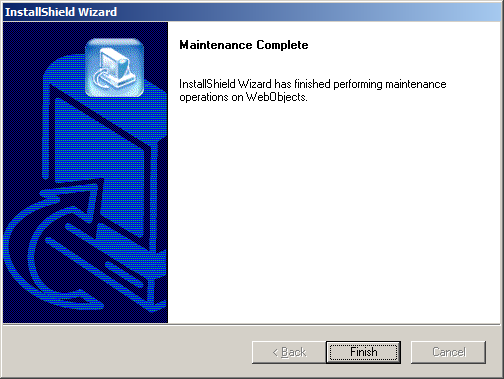 InstallShield Wizard
Maintenance Complete
InstallShield Wizard has finished performing maintenance
operations on WebObjects.
< Back
Finish
Cancel